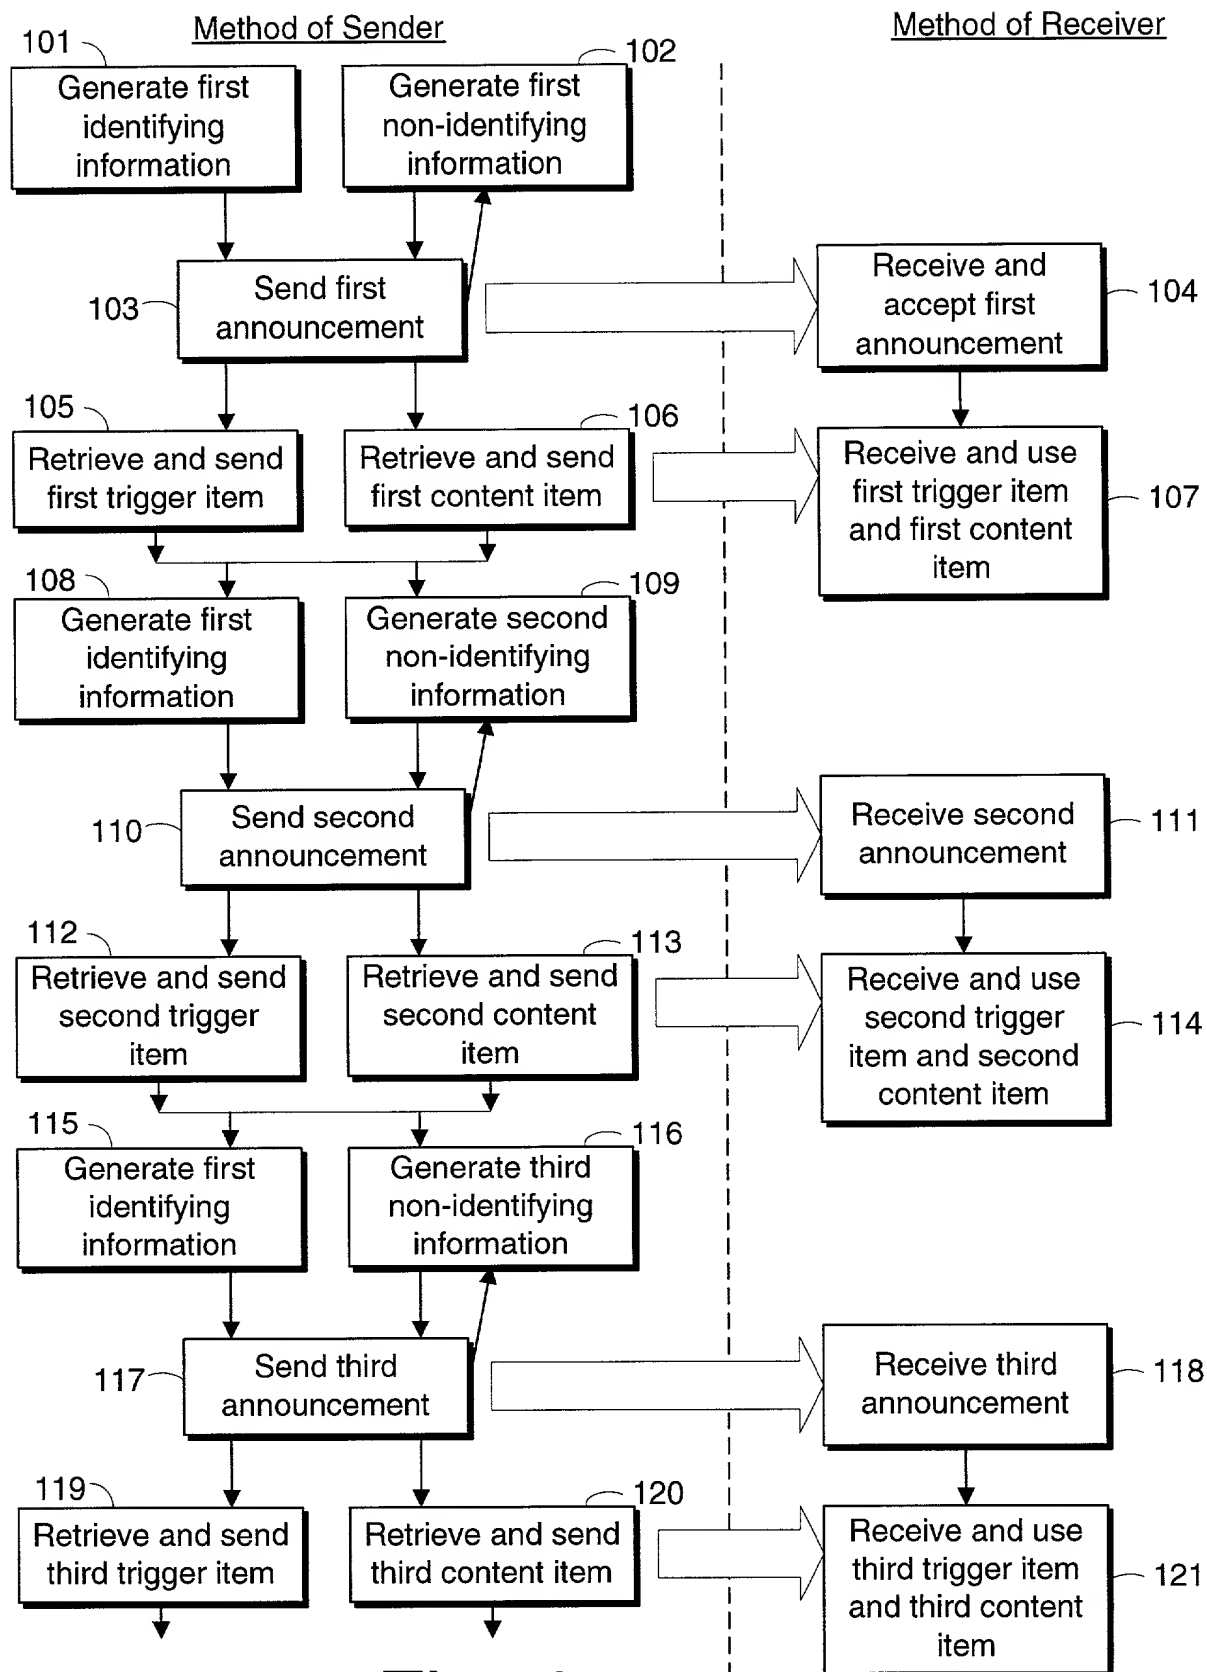 Method of Sender
Method of Receiver
101
102
Generate first
identifying
information
Generate first
non-identifying
information
Send first
announcement
103
Receive and
accept first
announcement
104
105
106
Retrieve and send
first trigger item
Retrieve and send
first content item
Receive and use
first trigger item
and first content
item
107
108
109
Generate first
identifying
information
Generate second
non-identifying
information
Send second
announcement
110
Receive second
announcement
111
112
113
Retrieve and send
second trigger
item
Retrieve and send
second content
item
Receive and use
second trigger
item and second
content item
114
115
116
Generate first
identifying
information
Generate third
non-identifying
information
Send third
announcement
117
Receive third
announcement
118
119
120
Retrieve and send
third trigger item
Retrieve and send
third content item
Receive and use
third trigger item
and third content
item
121